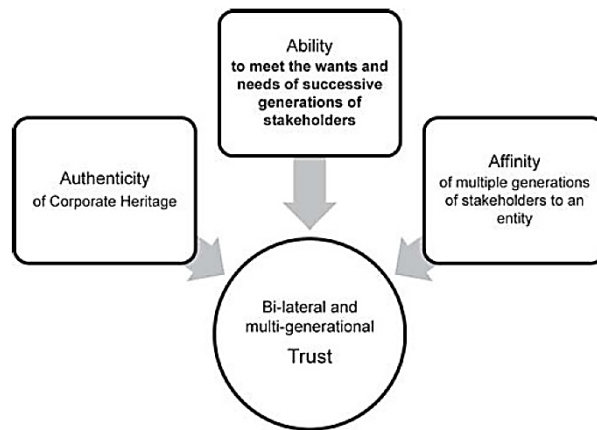 Ability
to meet the wants and
needs of successive
generations of
stakeholders
Authenticity
of Corporate Heritage
Affinity
of multiple generations
of stakeholders to an
entity
Bi-lateral and
multi-generational
Trust